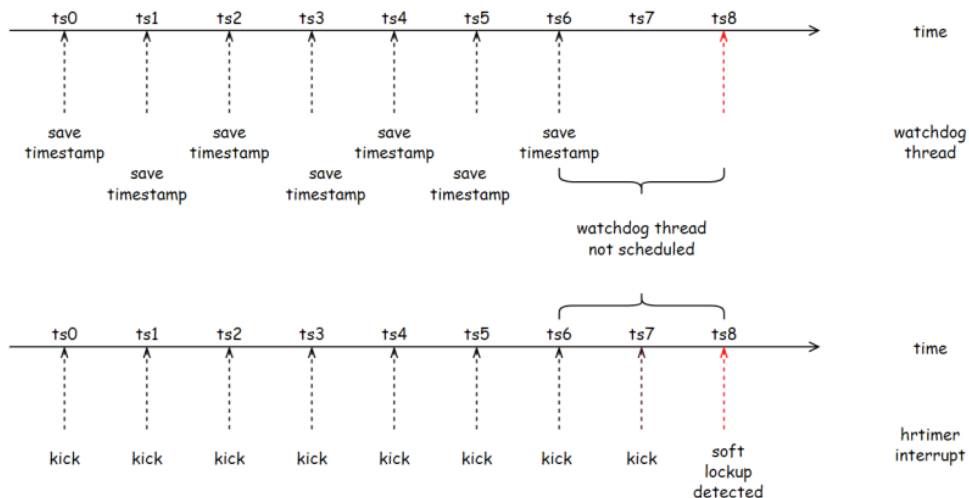 ts0 ts1 ts2 ts3 ts4 ts5 ts6 ts7 ts8
time
save
timestamp
save
timestamp
save
timestamp
save
timestamp
save
timestamp
save
timestamp
save
timestamp
watchdog
thread
watchdog thread
not scheduled
ts0 ts1 ts2 ts3 ts4 ts5 ts6 ts7 ts8
time
kick kick kick kick kick kick kick kick
soft
lockup
detected
hrtimer
interrupt